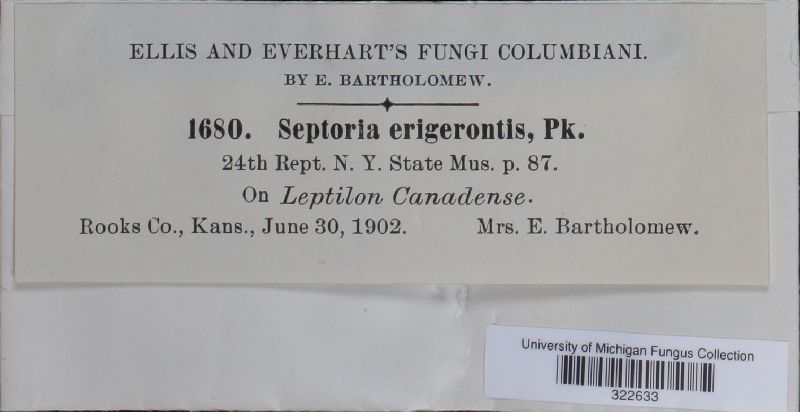 ELLIS AND EVERHART'S FUNGI COLUMBIANI.
BY E. BARTHOLOMEW.
1680. Septoria erigerontis, Pk.
24th Rept. N. Y. State Mus. p. 87.
On Leptilon Canadense.
Rooks Co., Kans., June 30, 1902. Mrs. E. Bartholomew.
University of Michigan Fungus Collection
322633